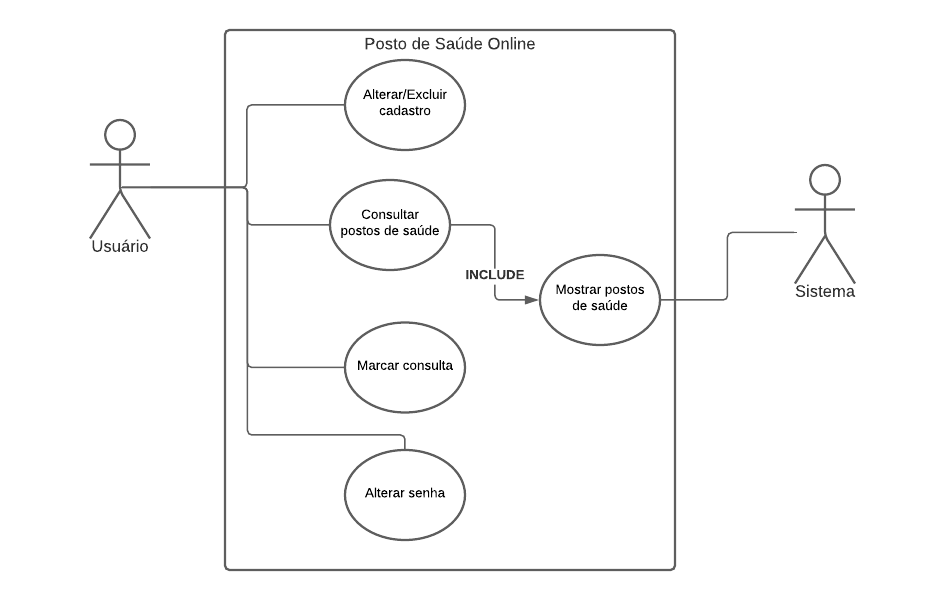 Posto de Saúde Online
Alterar/Excluir
cadastro
Usuário
Consultar
postos de saúde
INCLUDE
Mostrar postos
de saúde
Sistema
Marcar consulta
Alterar senha